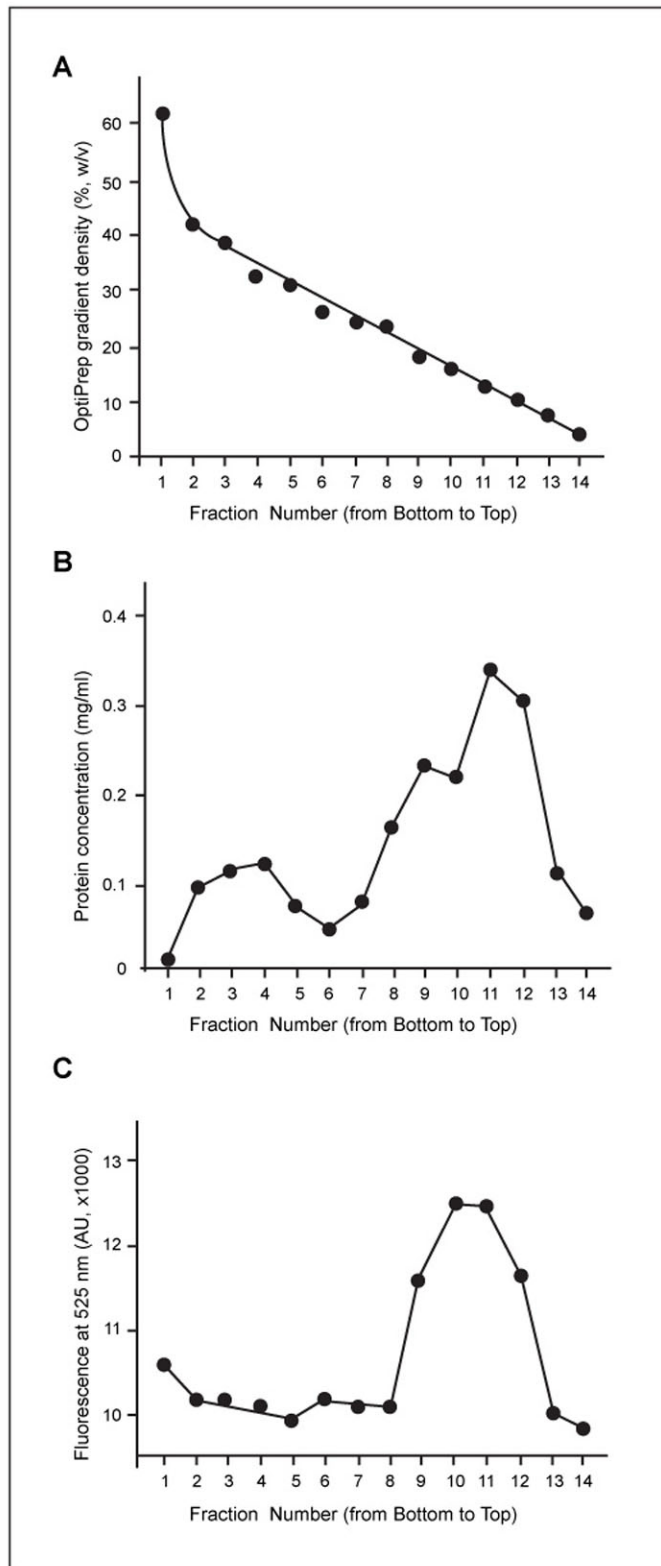 A
OptiPrep gradient density (%, w/v)
60
50
40
30
20
10
0
1 2 3 4 5 6 7 8 9 10 11 12 13 14
Fraction Number (from Bottom to Top)
B
Protein concentration (mg/ml)
0.4
0.3
0.2
0.1
0
1 2 3 4 5 6 7 8 9 10 11 12 13 14
Fraction Number (from Bottom to Top)
C
Fluorescence at 525 nm (AU, x1000)
13
12
11
10
1 2 3 4 5 6 7 8 9 10 11 12 13 14
Fraction Number (from Bottom to Top)